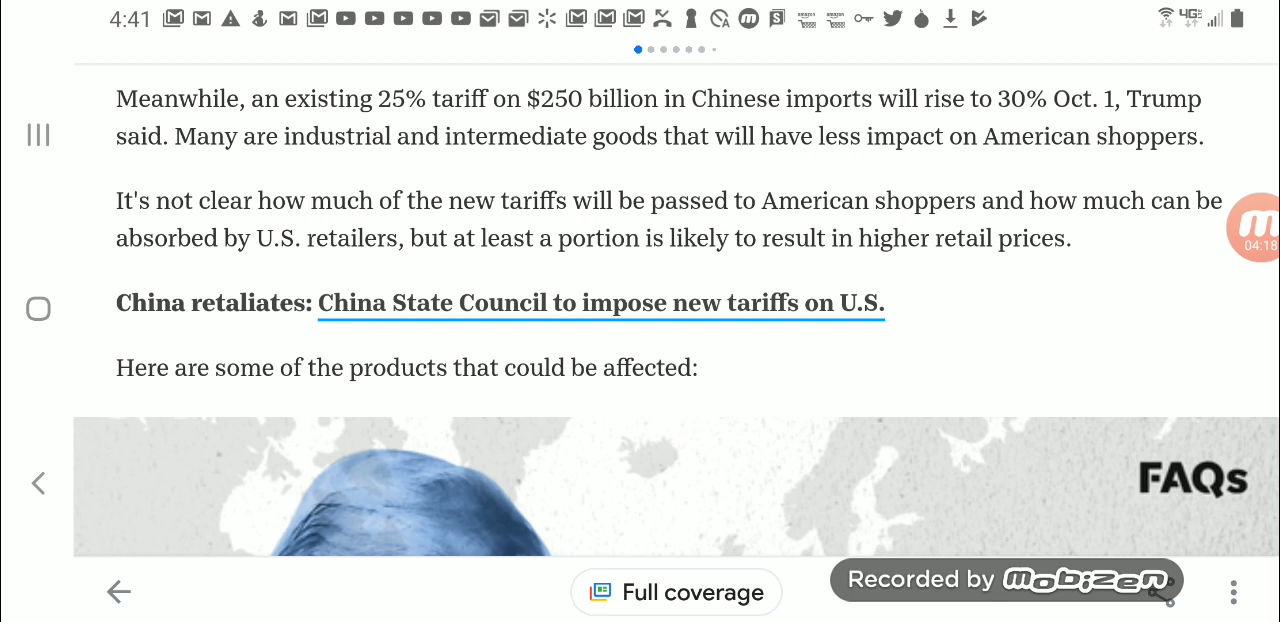 4:41
4G
Meanwhile, an existing 25% tariff on $250 billion in Chinese imports will rise to 30% Oct. 1, Trump
said. Many are industrial and intermediate goods that will have less impact on American shoppers.
It's not clear how much of the new tariffs will be passed to American shoppers and how much can be
absorbed by U.S. retailers, but at least a portion is likely to result in higher retail prices.
04:18
China retaliates: China State Council to impose new tariffs on U.S.
Here are some of the products that could be affected:
FAQs
Full coverage
Recorded by mobizen